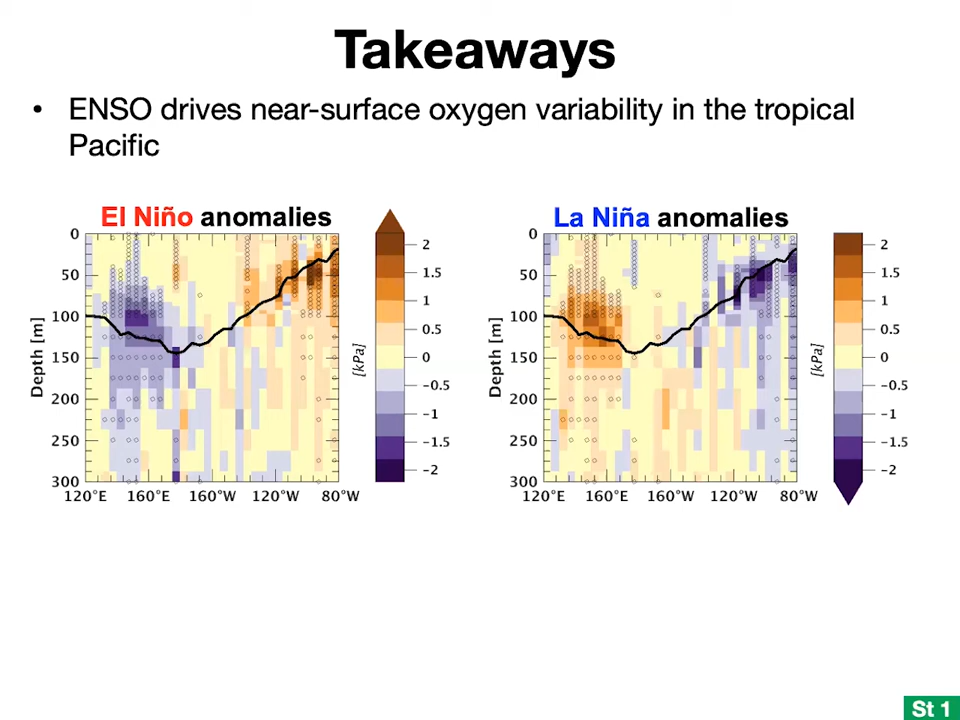 Takeaways
• ENSO drives near-surface oxygen variability in the tropical
Pacific
El Niño anomalies
0
50
100
150
200
250
300
Depth [m]
120°E 160°E 160°W 120°W 80°W
2
1.5
1
0.5
0
-0.5
-1
-1.5
-2
[kPa]
La Niña anomalies
0
50
100
150
200
250
300
Depth [m]
120°E 160°E 160°W 120°W 80°W
2
1.5
1
0.5
0
-0.5
-1
-1.5
-2
[kPa]
St 1